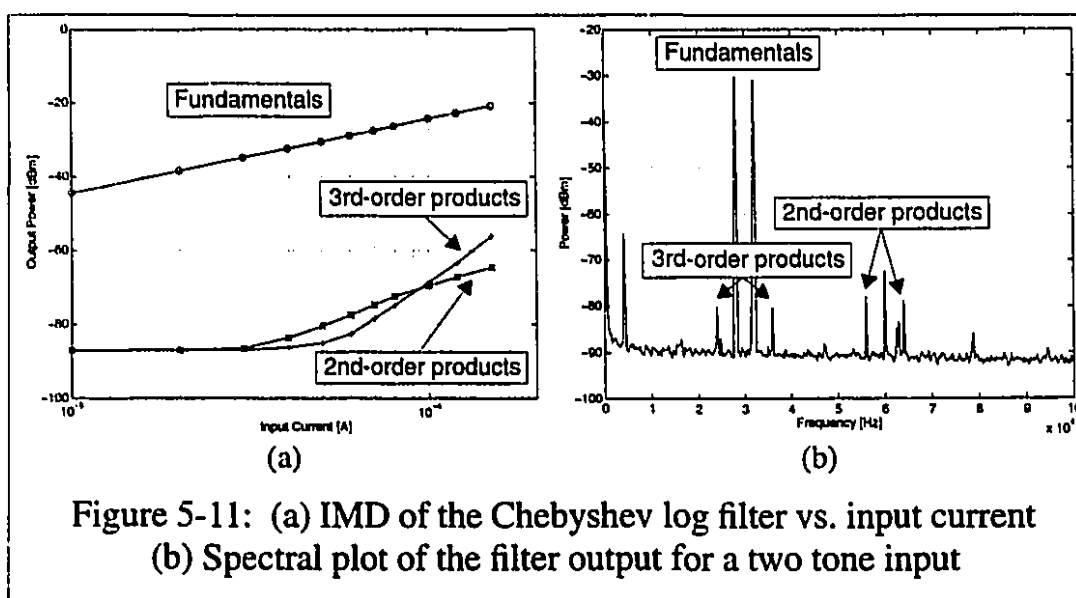 0
-20
-40
-60
-80
-100
Output Power [dBm]
Fundamentals
3rd-order products
2nd-order products
Input Current [A]
(a)
-20
-30
-40
-50
-60
-70
-80
-90
-100
Power [dBm]
Fundamentals
2nd-order products
3rd-order products
0 1 2 3 4 5 6 7 8 9 10
Frequency [Hz]
(b)
Figure 5-11: (a) IMD of the Chebyshev log filter vs. input current
(b) Spectral plot of the filter output for a two tone input